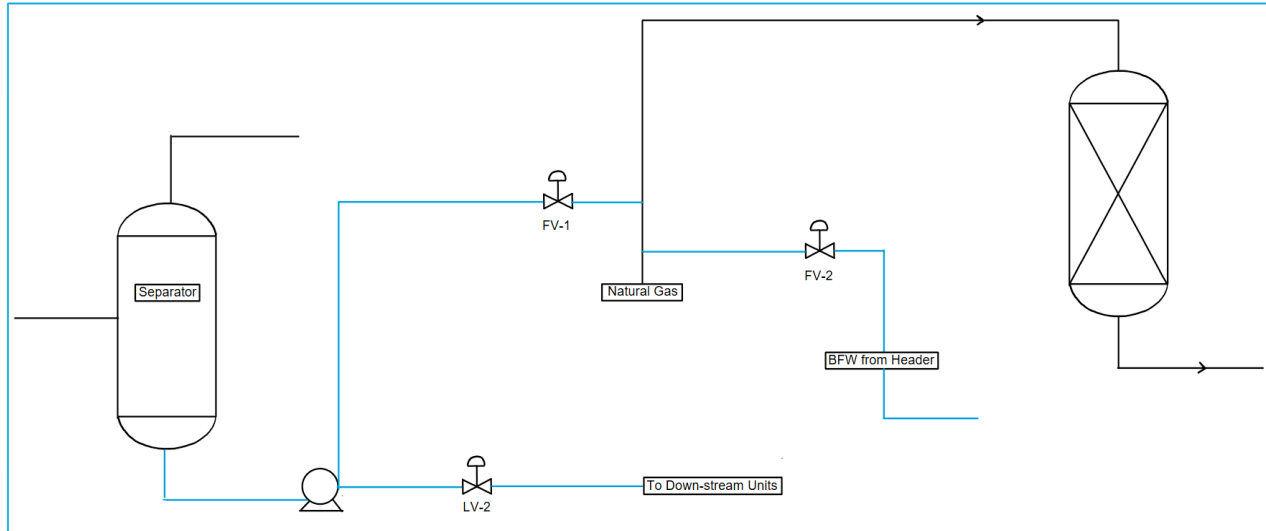 FV-1
FV-2
Separator
Natural Gas
BFW from Header
To Down-stream Units
LV-2